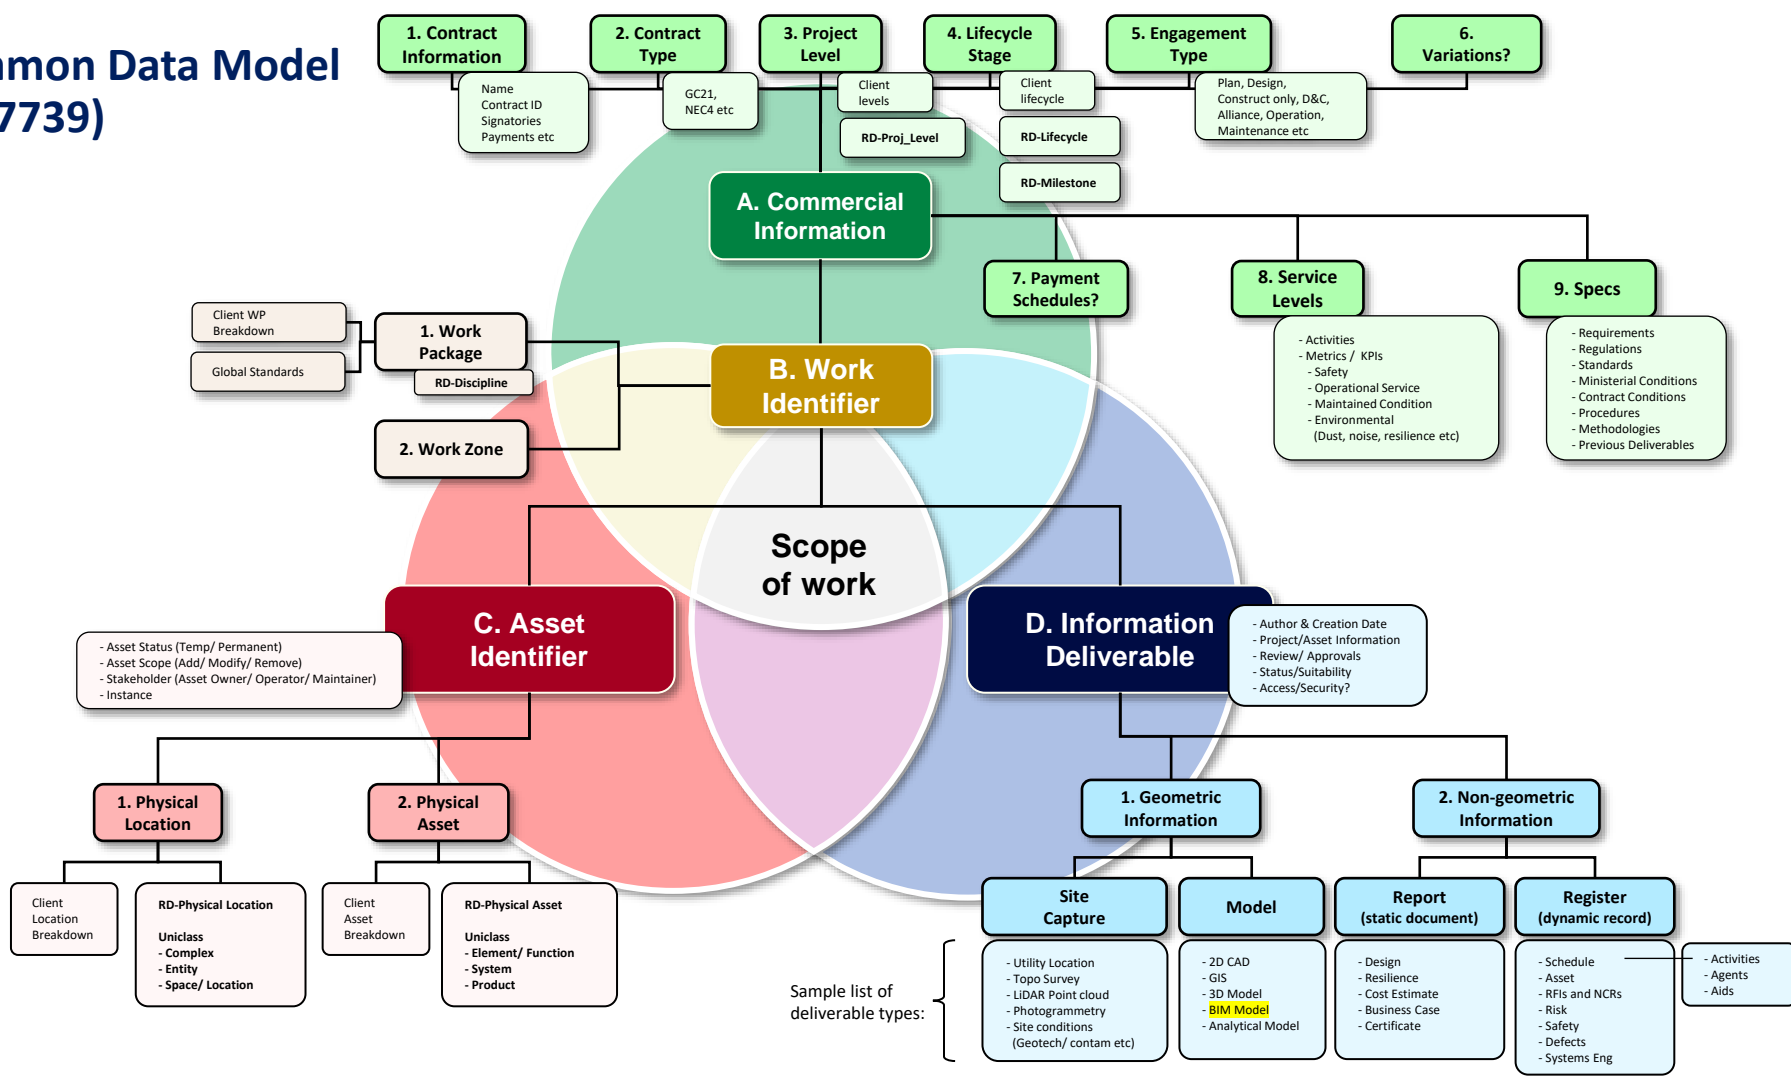 mmon Data Model
7739)
1. Contract
Information
2. Contract
Type
3. Project
Level
4. Lifecycle
Stage
5. Engagement
Type
6.
Variations?
Name
Contract ID
Signatories
Payments etc
GC21,
NEC4 etc
Client
levels
RD-Proj_Level
Client
lifecycle
RD-Lifecycle
RD-Milestone
Plan, Design,
Construct only, D&C,
Alliance, Operation,
Maintenance etc
A. Commercial
Information
7. Payment
Schedules?
8. Service
Levels
9. Specs
- Activities
- Metrics / KPIs
- Safety
- Operational Service
- Maintained Condition
- Environmental
(Dust, noise, resilience etc)
- Requirements
- Regulations
- Standards
- Ministerial Conditions
- Contract Conditions
- Procedures
- Methodologies
- Previous Deliverables
Client WP
Breakdown
Global Standards
1. Work
Package
RD-Discipline
2. Work Zone
B. Work
Identifier
Scope
of work
C. Asset
Identifier
- Asset Status (Temp/ Permanent)
- Asset Scope (Add/ Modify/ Remove)
- Stakeholder (Asset Owner/ Operator/ Maintainer)
- Instance
D. Information
Deliverable
- Author & Creation Date
- Project/Asset Information
- Review/ Approvals
- Status/Suitability
- Access/Security?
1. Physical
Location
2. Physical
Asset
Client
Location
Breakdown
RD-Physical Location
Uniclass
- Complex
- Entity
- Space/ Location
Client
Asset
Breakdown
RD-Physical Asset
Uniclass
- Element/ Function
- System
- Product
1. Geometric
Information
2. Non-geometric
Information
Site
Capture
Model
Report
(static document)
Register
(dynamic record)
Sample list of
deliverable types:
- Utility Location
- Topo Survey
- LiDAR Point cloud
- Photogrammetry
- Site conditions
(Geotech/ contam etc)
- 2D CAD
- GIS
- 3D Model
- BIM Model
- Analytical Model
- Design
- Resilience
- Cost Estimate
- Business Case
- Certificate
- Schedule
- Asset
- RFIs and NCRs
- Risk
- Safety
- Defects
- Systems Eng
- Activities
- Agents
- Aids